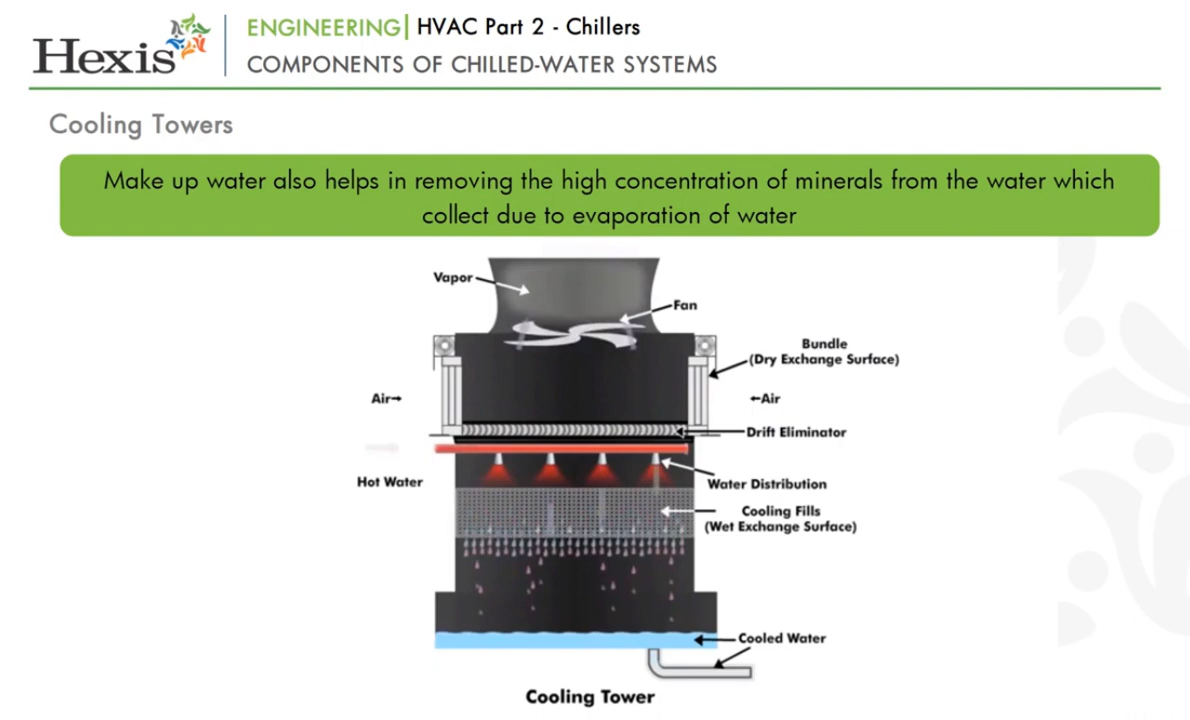 Hexis
ENGINEERING| HVAC Part 2 - Chillers
COMPONENTS OF CHILLED-WATER SYSTEMS
Cooling Towers
Make up water also helps in removing the high concentration of minerals from the water which
collect due to evaporation of water
Vapor
Fan
Bundle
(Dry Exchange Surface)
Air→
←Air
Drift Eliminator
Hot Water
Water Distribution
Cooling Fills
(Wet Exchange Surface)
Cooled Water
Cooling Tower